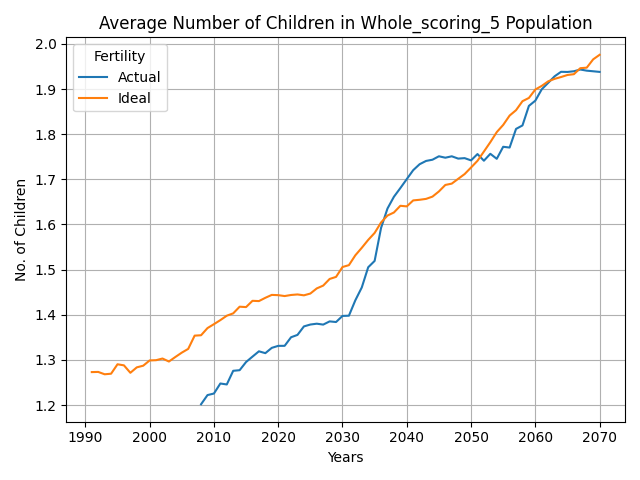 Average Number of Children in Whole_scoring_5 Population
Fertility
Actual
Ideal
No. of Children
2.0
1.9
1.8
1.7
1.6
1.5
1.4
1.3
1.2
1990 2000 2010 2020 2030 2040 2050 2060 2070
Years